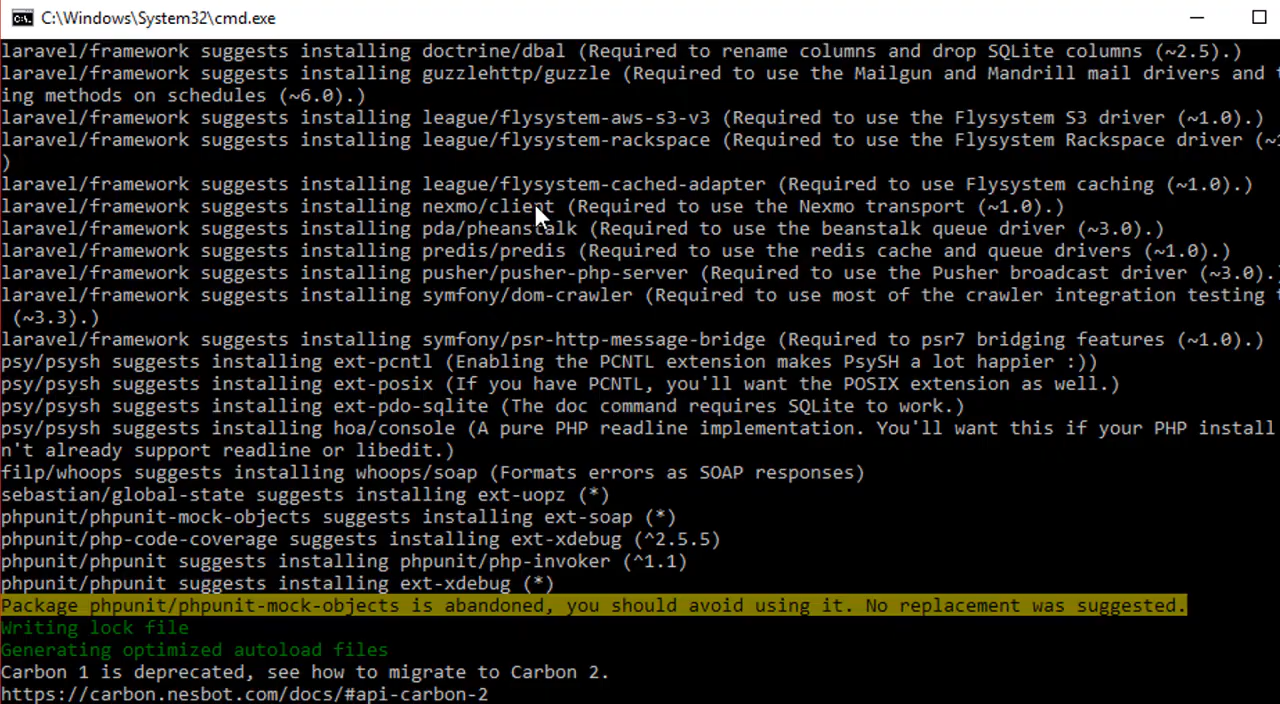 C:\Windows\System32\cmd.exe
laravel/framework suggests installing doctrine/dbal (Required to rename columns and drop SQLite columns (~2.5).)
laravel/framework suggests installing guzzlehttp/guzzle (Required to use the Mailgun and Mandrill mail drivers and
ing methods on schedules (~6.0).)
laravel/framework suggests installing league/flysystem-aws-s3-v3 (Required to use the Flysystem S3 driver (~1.0).)
laravel/framework suggests installing league/flysystem-rackspace (Required to use the Flysystem Rackspace driver (~1
)
laravel/framework suggests installing league/flysystem-cached-adapter (Required to use Flysystem caching (~1.0).)
laravel/framework suggests installing nexmo/client (Required to use the Nexmo transport (~1.0).)
laravel/framework suggests installing pda/pheanstalk (Required to use the beanstalk queue driver (~3.0).)
laravel/framework suggests installing predis/predis (Required to use the redis cache and queue drivers (~1.0).)
laravel/framework suggests installing pusher/pusher-php-server (Required to use the Pusher broadcast driver (~3.0).
laravel/framework suggests installing symfony/dom-crawler (Required to use most of the crawler integration testing
(~3.3).)
laravel/framework suggests installing symfony/psr-http-message-bridge (Required to psr7 bridging features (~1.0).)
psy/psysh suggests installing ext-pcntl (Enabling the PCNTL extension makes PsySH a lot happier :))
psy/psysh suggests installing ext-posix (If you have PCNTL, you'll want the POSIX extension as well.)
psy/psysh suggests installing ext-pdo-sqlite (The doc command requires SQLite to work.)
psy/psysh suggests installing hoa/console (A pure PHP readline implementation. You'll want this if your PHP install
n't already support readline or libedit.)
filp/whoops suggests installing whoops/soap (Formats errors as SOAP responses)
sebastian/global-state suggests installing ext-uopz (*)
phpunit/phpunit-mock-objects suggests installing ext-soap (*)
phpunit/php-code-coverage suggests installing ext-xdebug (^2.5.5)
phpunit/phpunit suggests installing phpunit/php-invoker (^1.1)
phpunit/phpunit suggests installing ext-xdebug (*)
Package phpunit/phpunit-mock-objects is abandoned, you should avoid using it. No replacement was suggested.
Writing lock file
Generating optimized autoload files
Carbon 1 is deprecated, see how to migrate to Carbon 2.
https://carbon.nesbot.com/docs/#api-carbon-2